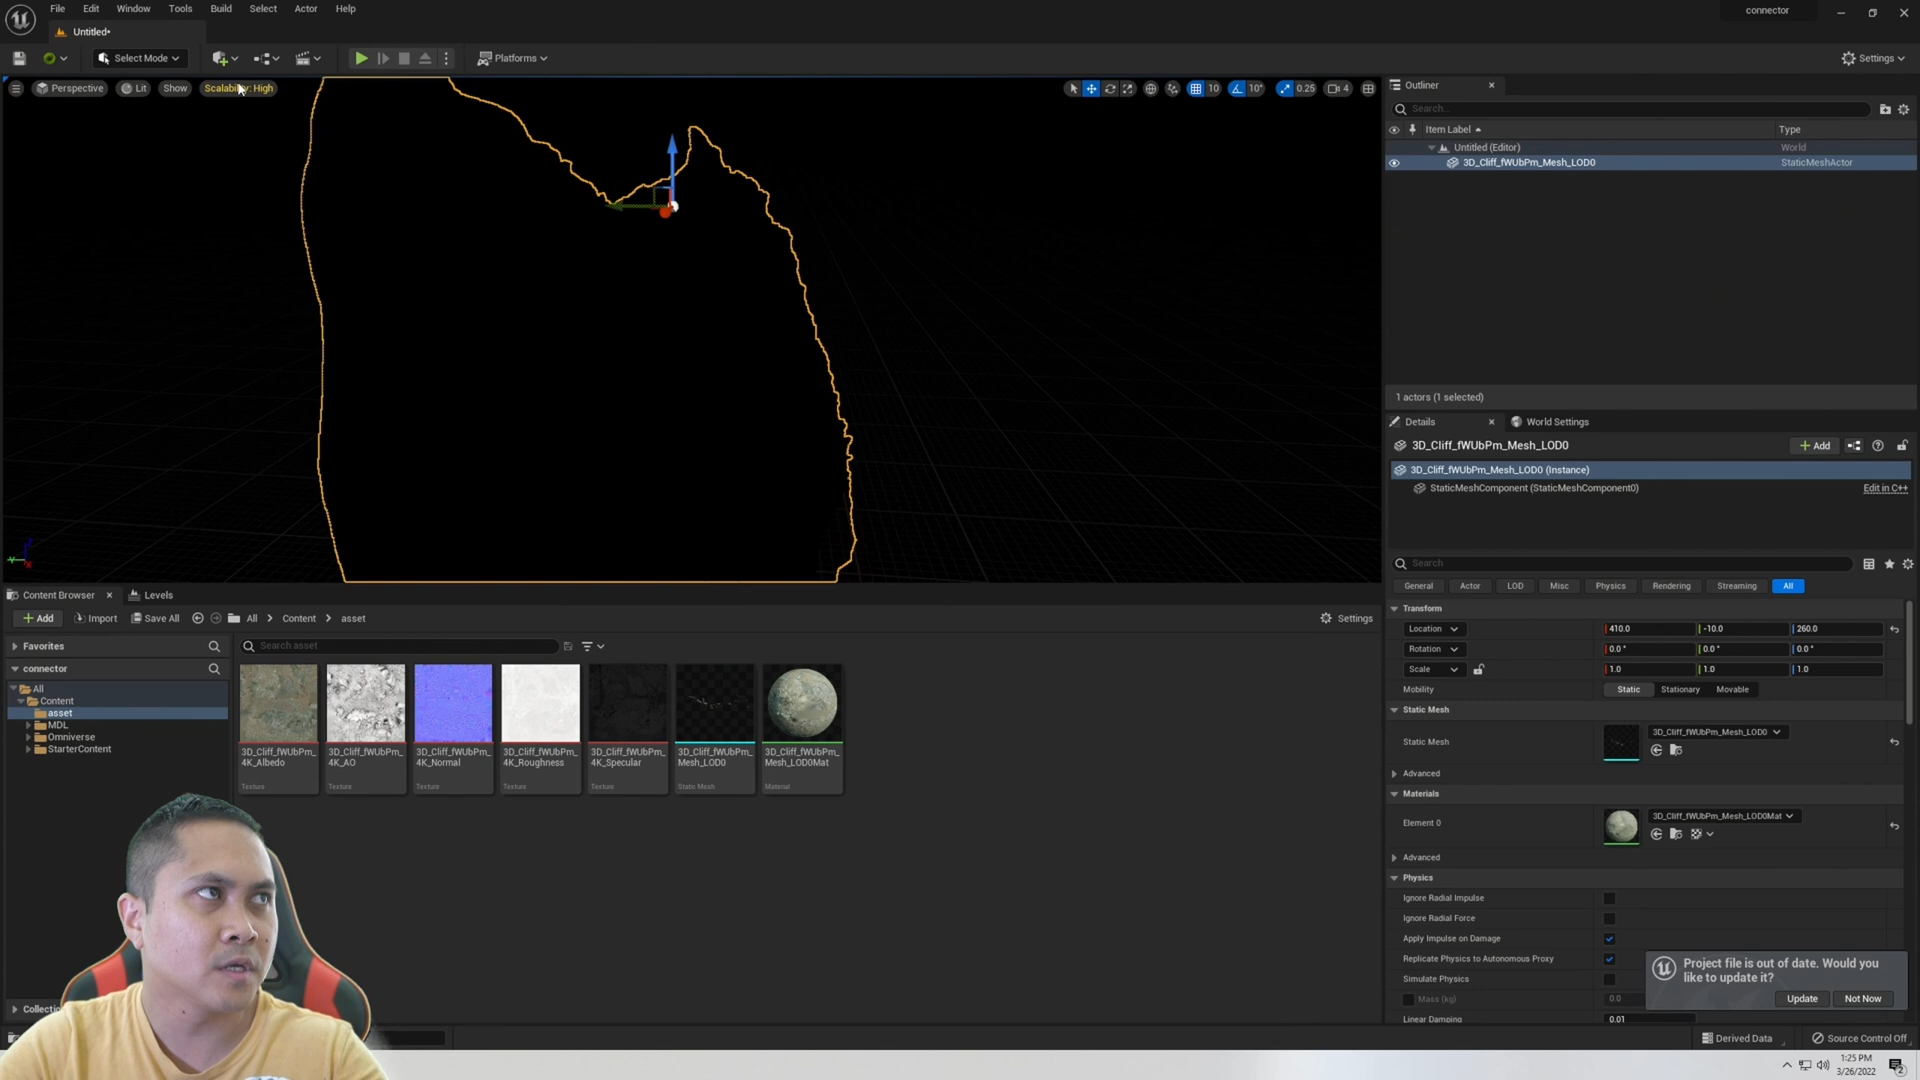 File Edit Window Tools Build Select Actor Help
connector
Untitled•
Select Mode
Platforms
Settings
Perspective Lit Show Scalability: High
10 10° 0.25 4
Outliner
Search...
Item Label Type
Untitled (Editor) World
3D_Cliff_fWUbPm_Mesh_LOD0 StaticMeshActor
1 actors (1 selected)
Details World Settings
3D_Cliff_fWUbPm_Mesh_LOD0
Add
3D_Cliff_fWUbPm_Mesh_LOD0 (Instance)
StaticMeshComponent (StaticMeshComponent0) Edit in C++
Search
General Actor LOD Misc Physics Rendering Streaming All
Transform
Location 410.0 -10.0 260.0
Rotation 0.0 ° 0.0 ° 0.0 °
Scale 1.0 1.0 1.0
Mobility Static Stationary Movable
Static Mesh
Static Mesh 3D_Cliff_fWUbPm_Mesh_LOD0
Advanced
Materials
Element 0 3D_Cliff_fWUbPm_Mesh_LOD0Mat
Advanced
Physics
Ignore Radial Impulse
Ignore Radial Force
Apply Impulse on Damage
Replicate Physics to Autonomous Proxy
Simulate Physics
Mass (kg) 0.0
Linear Damping 0.01
Project file is out of date. Would you
like to update it?
Update Not Now
Content Browser Levels
Add Import Save All All Content asset
Settings
Favorites
Search asset
connector
All
Content
asset
MDL
Omniverse
StarterContent
3D_Cliff_fWUbPm_
4K_Albedo
Texture
3D_Cliff_fWUbPm_
4K_AO
Texture
3D_Cliff_fWUbPm_
4K_Normal
Texture
3D_Cliff_fWUbPm_
4K_Roughness
Texture
3D_Cliff_fWUbPm_
4K_Specular
Texture
3D_Cliff_fWUbPm_
Mesh_LOD0
Static Mesh
3D_Cliff_fWUbPm_
Mesh_LOD0Mat
Material
Collectio
Derived Data Source Control Off
1:25 PM
3/26/2022
2